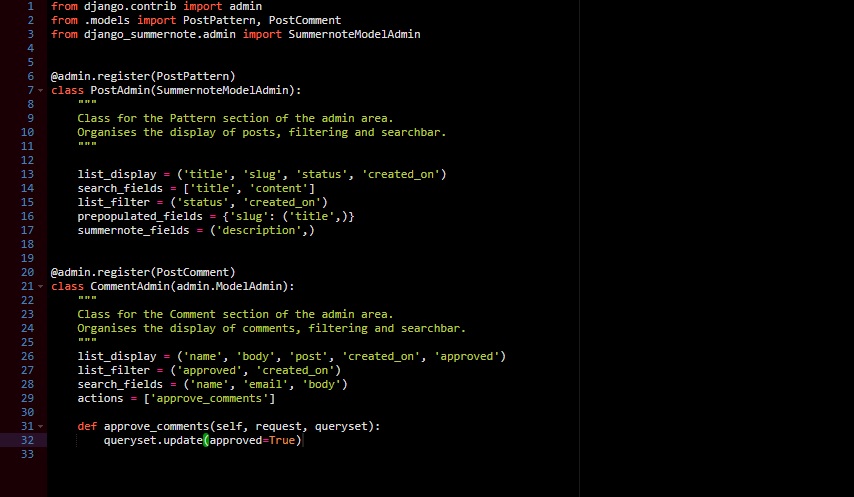 1 from django.contrib import admin
2 from .models import PostPattern, PostComment
3 from django_summernote.admin import SummernoteModelAdmin
4
5
6 @admin.register(PostPattern)
7 class PostAdmin(SummernoteModelAdmin):
8     """
9     Class for the Pattern section of the admin area.
10     Organises the display of posts, filtering and searchbar.
11     """
12
13     list_display = ('title', 'slug', 'status', 'created_on')
14     search_fields = ['title', 'content']
15     list_filter = ('status', 'created_on')
16     prepopulated_fields = {'slug': ('title',)}
17     summernote_fields = ('description',)
18
19
20 @admin.register(PostComment)
21 class CommentAdmin(admin.ModelAdmin):
22     """
23     Class for the Comment section of the admin area.
24     Organises the display of comments, filtering and searchbar.
25     """
26     list_display = ('name', 'body', 'post', 'created_on', 'approved')
27     list_filter = ('approved', 'created_on')
28     search_fields = ('name', 'email', 'body')
29     actions = ['approve_comments']
30
31     def approve_comments(self, request, queryset):
32         queryset.update(approved=True)
33